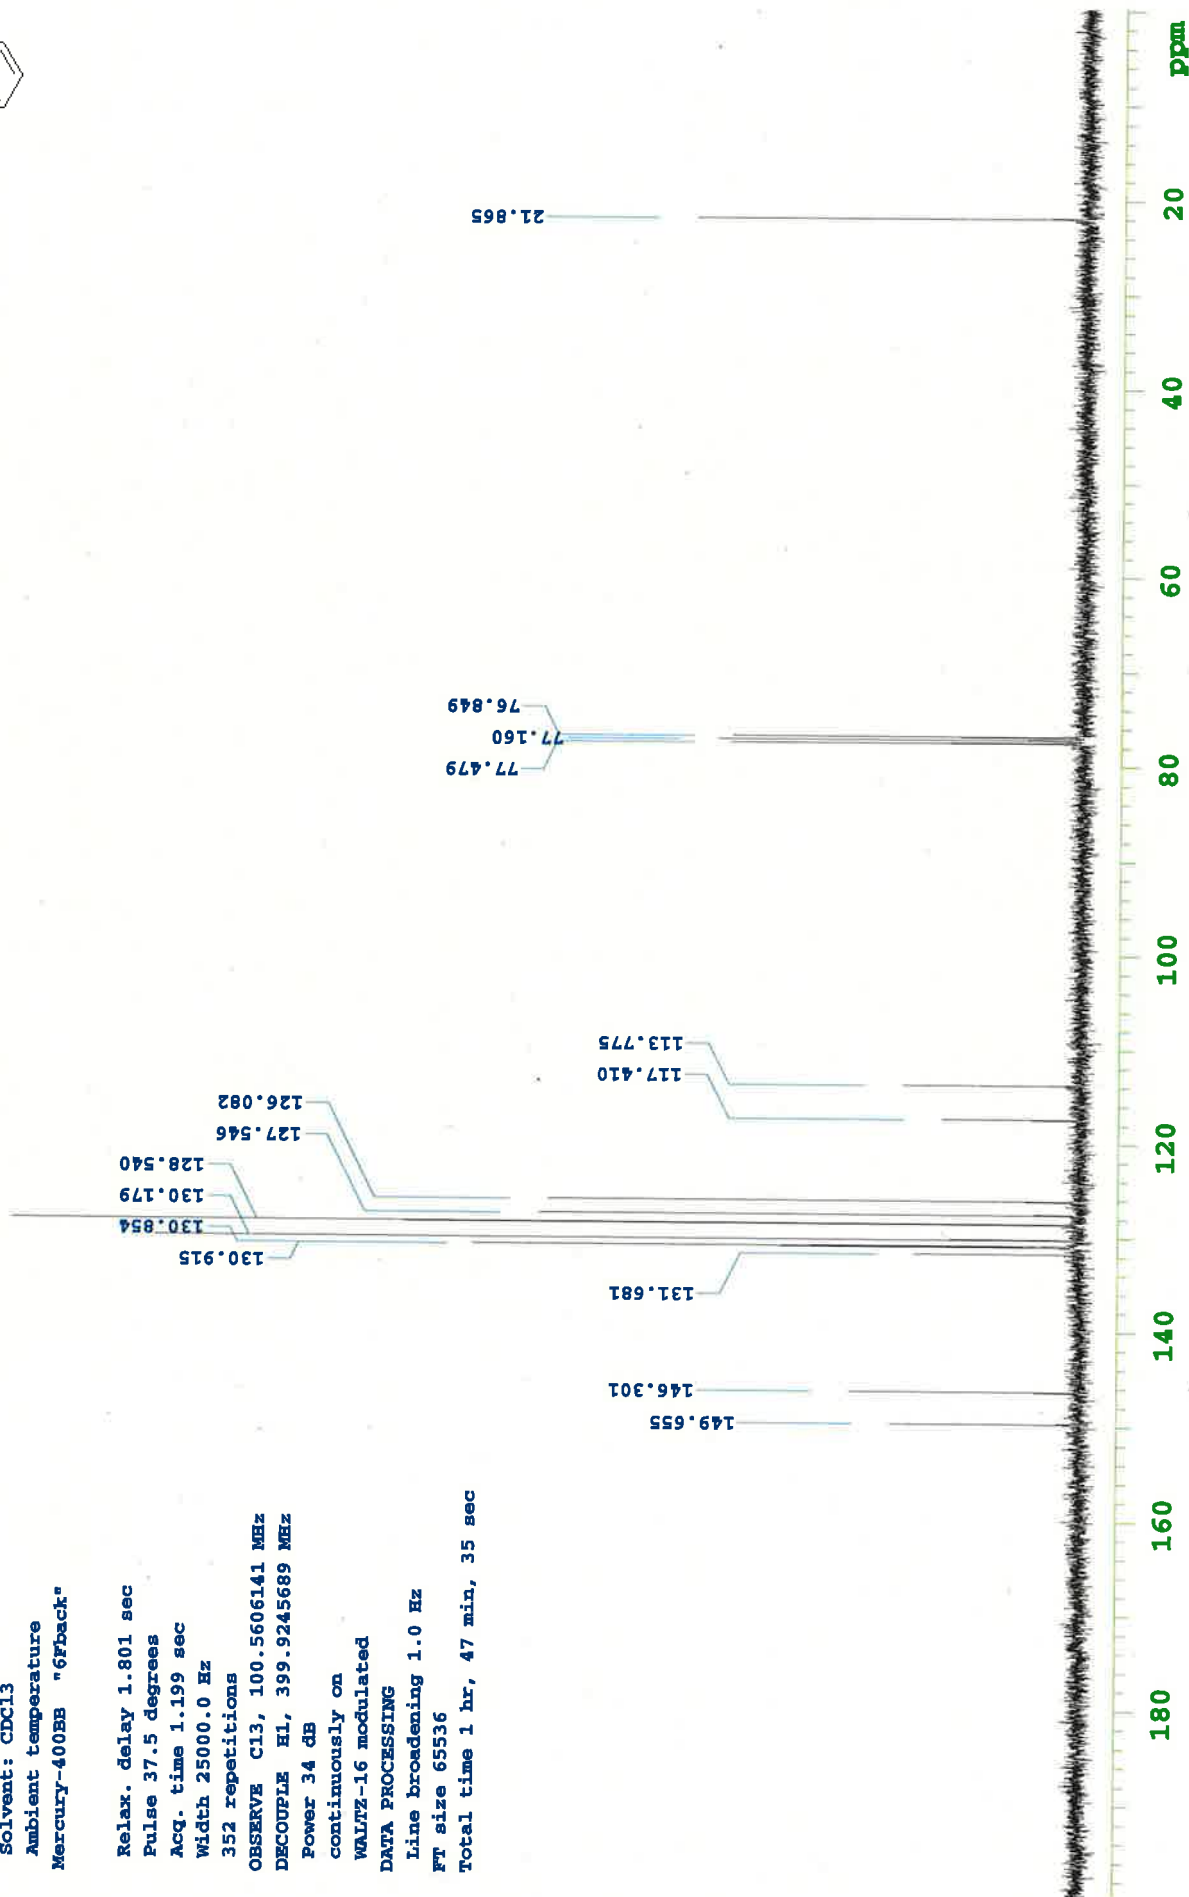 Solvent: CDCl3
Ambient temperature
Mercury-400BB "6Fback"
Relax. delay 1.801 sec
Pulse 37.5 degrees
Acq. time 1.199 sec
Width 25000.0 Hz
352 repetitions
OBSERVE C13, 100.5606141 MHz
DECOUPLE H1, 399.9245689 MHz
Power 34 dB
continuously on
WALTZ-16 modulated
DATA PROCESSING
Line broadening 1.0 Hz
FT size 65536
Total time 1 hr, 47 min, 35 sec
149.655
146.301
131.681
130.915
130.854
130.179
128.540
127.546
126.082
117.410
113.775
77.479
77.160
76.849
21.865
180
160
140
120
100
80
60
40
20
ppm